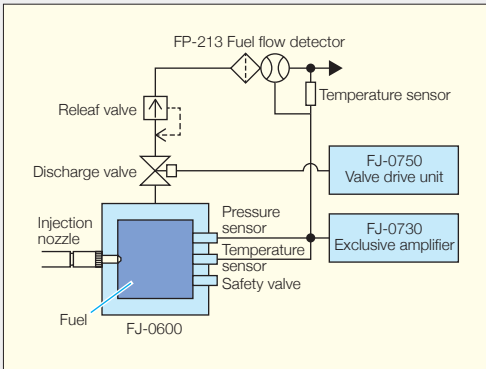 FP-213 Fuel flow detector
Temperature sensor
Releaf valve
Discharge valve
FJ-0750
Valve drive unit
Injection
nozzle
Pressure
sensor
Temperature
sensor
Safety valve
FJ-0730
Exclusive amplifier
Fuel
FJ-0600